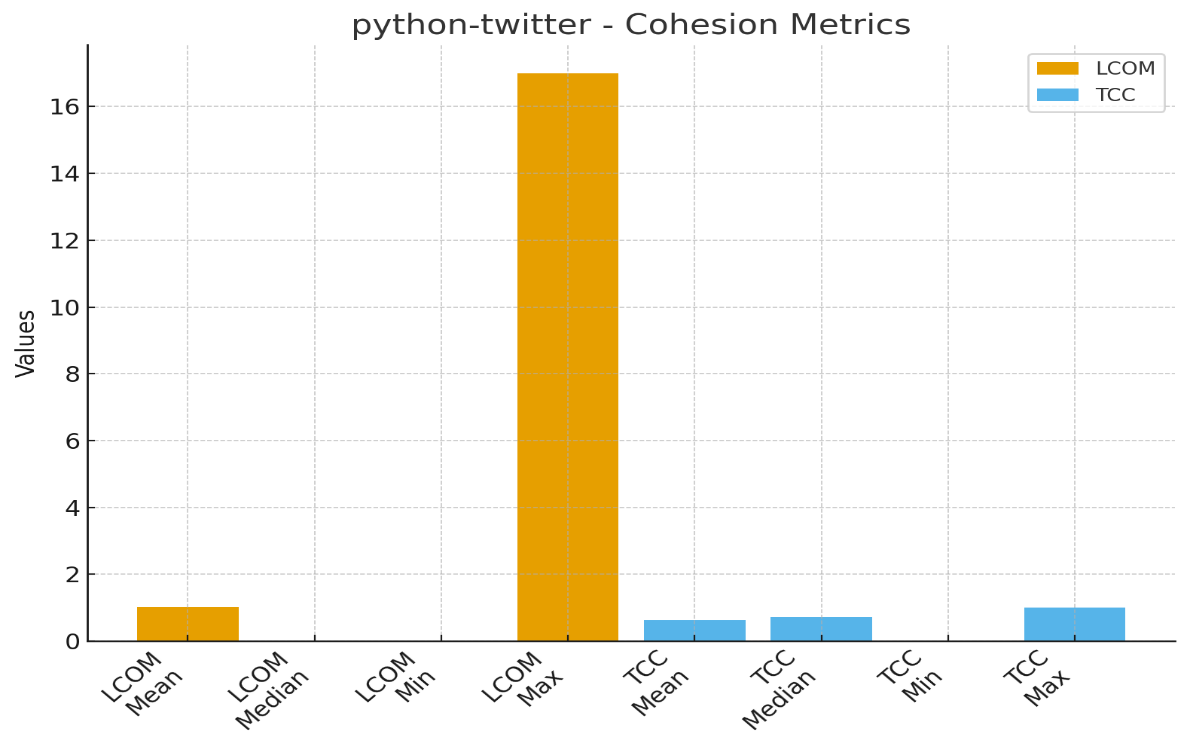 python-twitter - Cohesion Metrics
LCOM
TCC
Values
16
14
12
10
8
6
4
2
0
LCOM
Mean
LCOM
Median
LCOM
Min
LCOM
Max
TCC
Mean
TCC
Median
TCC
Min
TCC
Max